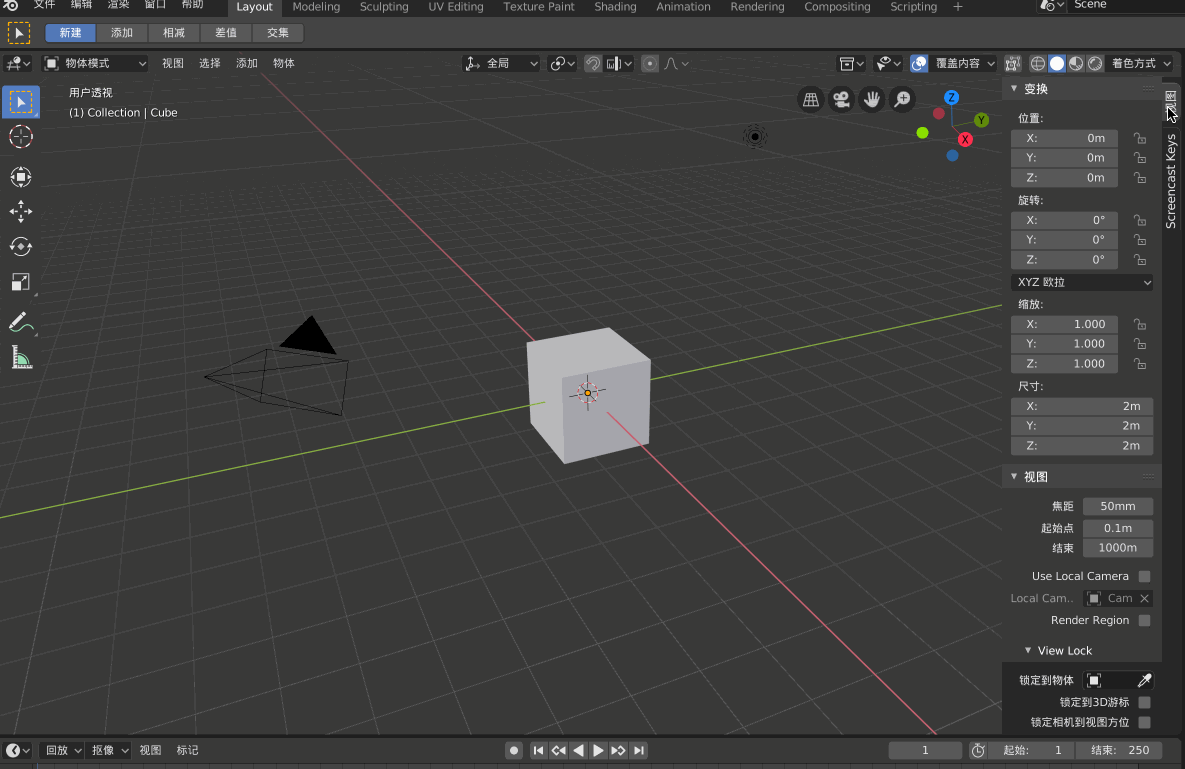 文件 编辑 渲染 窗口 帮助 Layout Modeling Sculpting UV Editing Texture Paint Shading Animation Rendering Compositing Scripting + Scene
新建 添加 相减 差值 交集
物体模式 视图 选择 添加 物体 全局 覆盖内容 着色方式
用户透视
(1) Collection | Cube
Z
Y
X
变换
位置:
X: 0m
Y: 0m
Z: 0m
旋转:
X: 0°
Y: 0°
Z: 0°
XYZ 欧拉
缩放:
X: 1.000
Y: 1.000
Z: 1.000
尺寸:
X: 2m
Y: 2m
Z: 2m
视图
焦距 50mm
起始点 0.1m
结束 1000m
Use Local Camera
Local Cam.. Cam
Render Region
View Lock
锁定到物体
锁定到3D游标
锁定相机到视图方位
Screencast Keys
回放 抠像 视图 标记 1 起始: 1 结束: 250